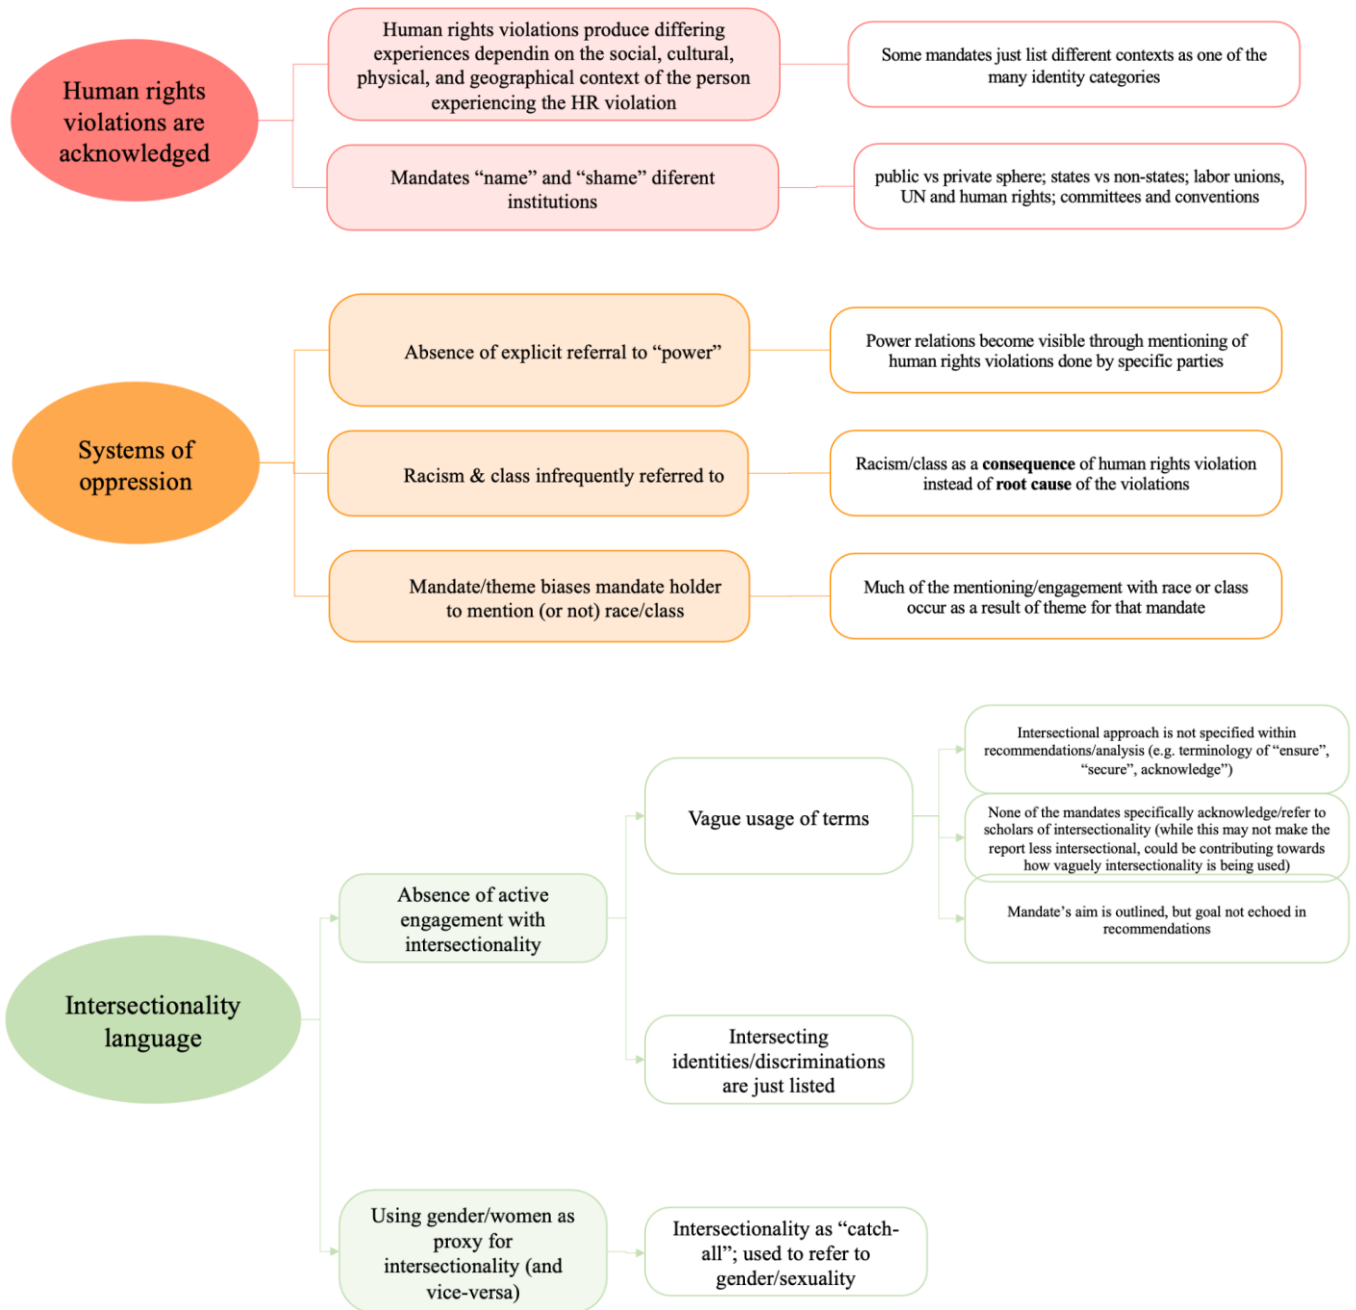 Human rights
violations are
acknowledged
Human rights violations produce differing
experiences dependin on the social, cultural,
physical, and geographical context of the person
experiencing the HR violation
Some mandates just list different contexts as one of the
many identity categories
Mandates “name” and “shame” diferent
institutions
public vs private sphere; states vs non-states; labor unions,
UN and human rights; committees and conventions
Systems of
oppression
Absence of explicit referral to “power”
Power relations become visible through mentioning of
human rights violations done by specific parties
Racism & class infrequently referred to
Racism/class as a consequence of human rights violation
instead of root cause of the violations
Mandate/theme biases mandate holder
to mention (or not) race/class
Much of the mentioning/engagement with race or class
occur as a result of theme for that mandate
Intersectionality
language
Absence of active
engagement with
intersectionality
Vague usage of terms
Intersectional approach is not specified within
recommendations/analysis (e.g. terminology of “ensure”,
“secure”, acknowledge”)
None of the mandates specifically acknowledge/refer to
scholars of intersectionality (while this may not make the
report less intersectional, could be contributing towards
how vaguely intersectionality is being used)
Mandate’s aim is outlined, but goal not echoed in
recommendations
Intersecting
identities/discriminations
are just listed
Using gender/women as
proxy for
intersectionality (and
vice-versa)
Intersectionality as “catch-
all”; used to refer to
gender/sexuality